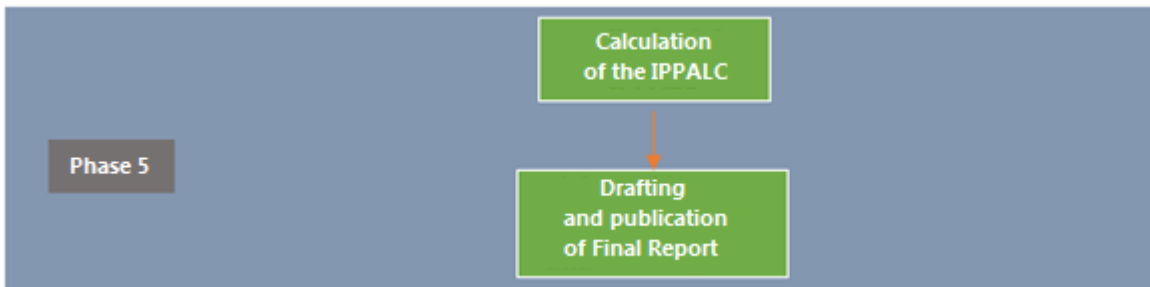 Calculation
of the IPPALC
Phase 5
Drafting
and publication
of Final Report